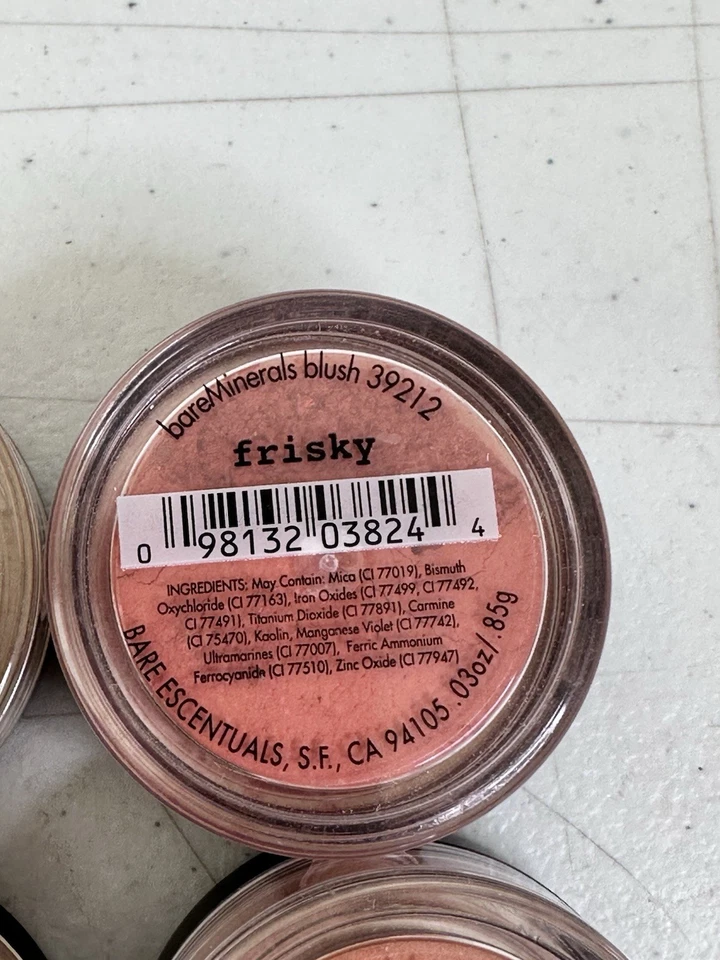 bareMinerals blush 39212
frisky
0 98132 03824 4
INGREDIENTS: May Contain: Mica (CI 77019), Bismuth
Oxychloride (CI 77163), Iron Oxides (CI 77499, CI 77492,
CI 77491), Titanium Dioxide (CI 77891), Carmine
(CI 75470), Kaolin, Manganese Violet (CI 77742),
Ultramarines (CI 77007), Ferric Ammonium
Ferrocyanide (CI 77510), Zinc Oxide (CI 77947)
BARE ESCENTUALS, S.F., CA 94105 .03oz/.85g